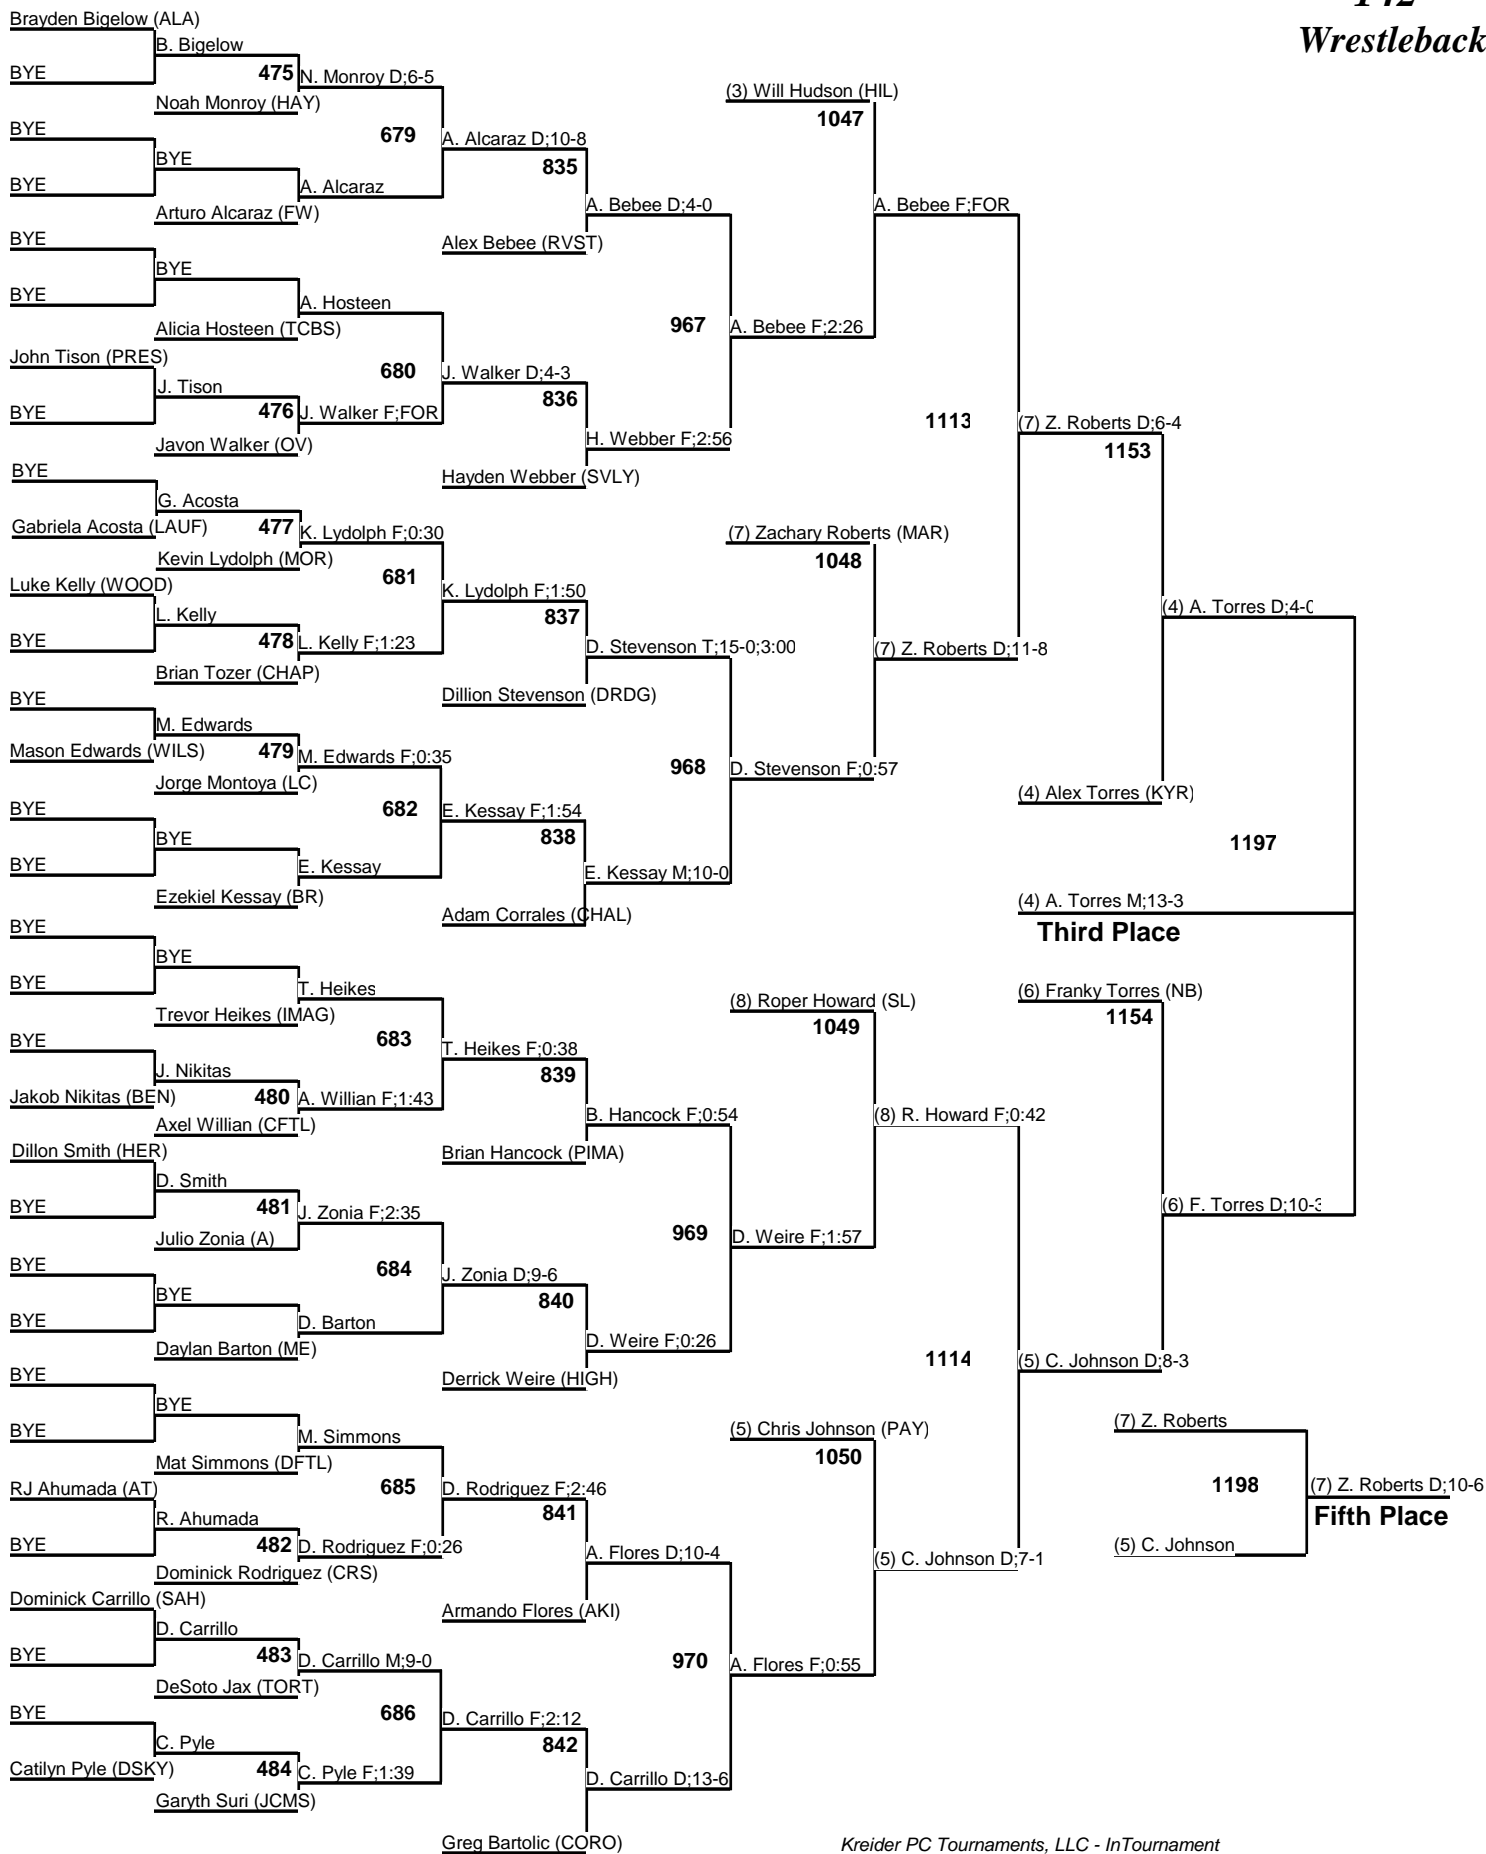 Wrestleback
Brayden Bigelow (ALA)
B. Bigelow
BYE
475
N. Monroy D;6-5
Noah Monroy (HAY)
(3) Will Hudson (HIL)
1047
BYE
679
A. Alcaraz D;10-8
BYE
835
BYE
A. Alcaraz
Arturo Alcaraz (FW)
A. Bebee D;4-0
A. Bebee F;FOR
BYE
Alex Bebee (RVST)
BYE
BYE
A. Hosteen
Alicia Hosteen (TCBS)
967
A. Bebee F;2:26
John Tison (PRES)
680
J. Walker D;4-3
J. Tison
836
BYE
476
J. Walker F;FOR
1113
(7) Z. Roberts D;6-4
Javon Walker (OV)
H. Webber F;2:56
1153
BYE
Hayden Webber (SVLY)
G. Acosta
Gabriela Acosta (LAUF)
477
K. Lydolph F;0:30
(7) Zachary Roberts (MAR)
Kevin Lydolph (MOR)
1048
Luke Kelly (WOOD)
681
K. Lydolph F;1:50
L. Kelly
837
(4) A. Torres D;4-0
BYE
478
L. Kelly F;1:23
D. Stevenson T;15-0;3:00
(7) Z. Roberts D;11-8
Brian Tozer (CHAP)
BYE
Dillion Stevenson (DRDG)
M. Edwards
Mason Edwards (WILS)
479
M. Edwards F;0:35
968
D. Stevenson F;0:57
Jorge Montoya (LC)
(4) Alex Torres (KYR)
BYE
682
E. Kessay F;1:54
BYE
838
1197
BYE
E. Kessay
E. Kessay M;10-0
Ezekiel Kessay (BR)
(4) A. Torres M;13-3
BYE
Adam Corrales (CHAL)
Third Place
BYE
BYE
T. Heikes
(6) Franky Torres (NB)
Trevor Heikes (IMAG)
(8) Roper Howard (SL)
1154
BYE
683
T. Heikes F;0:38
1049
J. Nikitas
839
Jakob Nikitas (BEN)
480
A. Willian F;1:43
B. Hancock F;0:54
(8) R. Howard F;0:42
Axel Willian (CFTL)
Dillon Smith (HER)
Brian Hancock (PIMA)
D. Smith
BYE
481
J. Zonia F;2:35
(6) F. Torres D;10-3
Julio Zonia (A)
969
D. Weire F;1:57
BYE
684
J. Zonia D;9-6
BYE
840
BYE
D. Barton
Daylan Barton (ME)
D. Weire F;0:26
1114
(5) C. Johnson D;8-3
BYE
Derrick Weire (HIGH)
BYE
(7) Z. Roberts
BYE
M. Simmons
(5) Chris Johnson (PAY)
Mat Simmons (DFTL)
1050
RJ Ahumada (AT)
685
D. Rodriguez F;2:46
1198
(7) Z. Roberts D;10-6
R. Ahumada
841
Fifth Place
BYE
482
D. Rodriguez F;0:26
A. Flores D;10-4
(5) C. Johnson D;7-1
(5) C. Johnson
Dominick Rodriguez (CRS)
Dominick Carrillo (SAH)
Armando Flores (AKI)
D. Carrillo
BYE
483
D. Carrillo M;9-0
970
A. Flores F;0:55
DeSoto Jax (TORT)
BYE
686
D. Carrillo F;2:12
C. Pyle
842
Catilyn Pyle (DSKY)
484
C. Pyle F;1:39
D. Carrillo D;13-6
Garyth Suri (JCMS)
Greg Bartolic (CORO)
Kreider PC Tournaments, LLC - InTournament